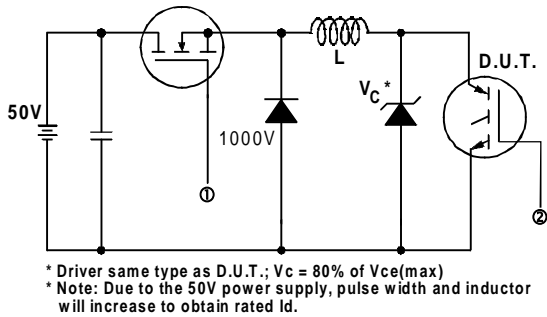 L
D.U.T.
V_C *
50V
1000V
①
②
* Driver same type as D.U.T.; Vc = 80% of Vce(max)
* Note: Due to the 50V power supply, pulse width and inductor
will increase to obtain rated Id.